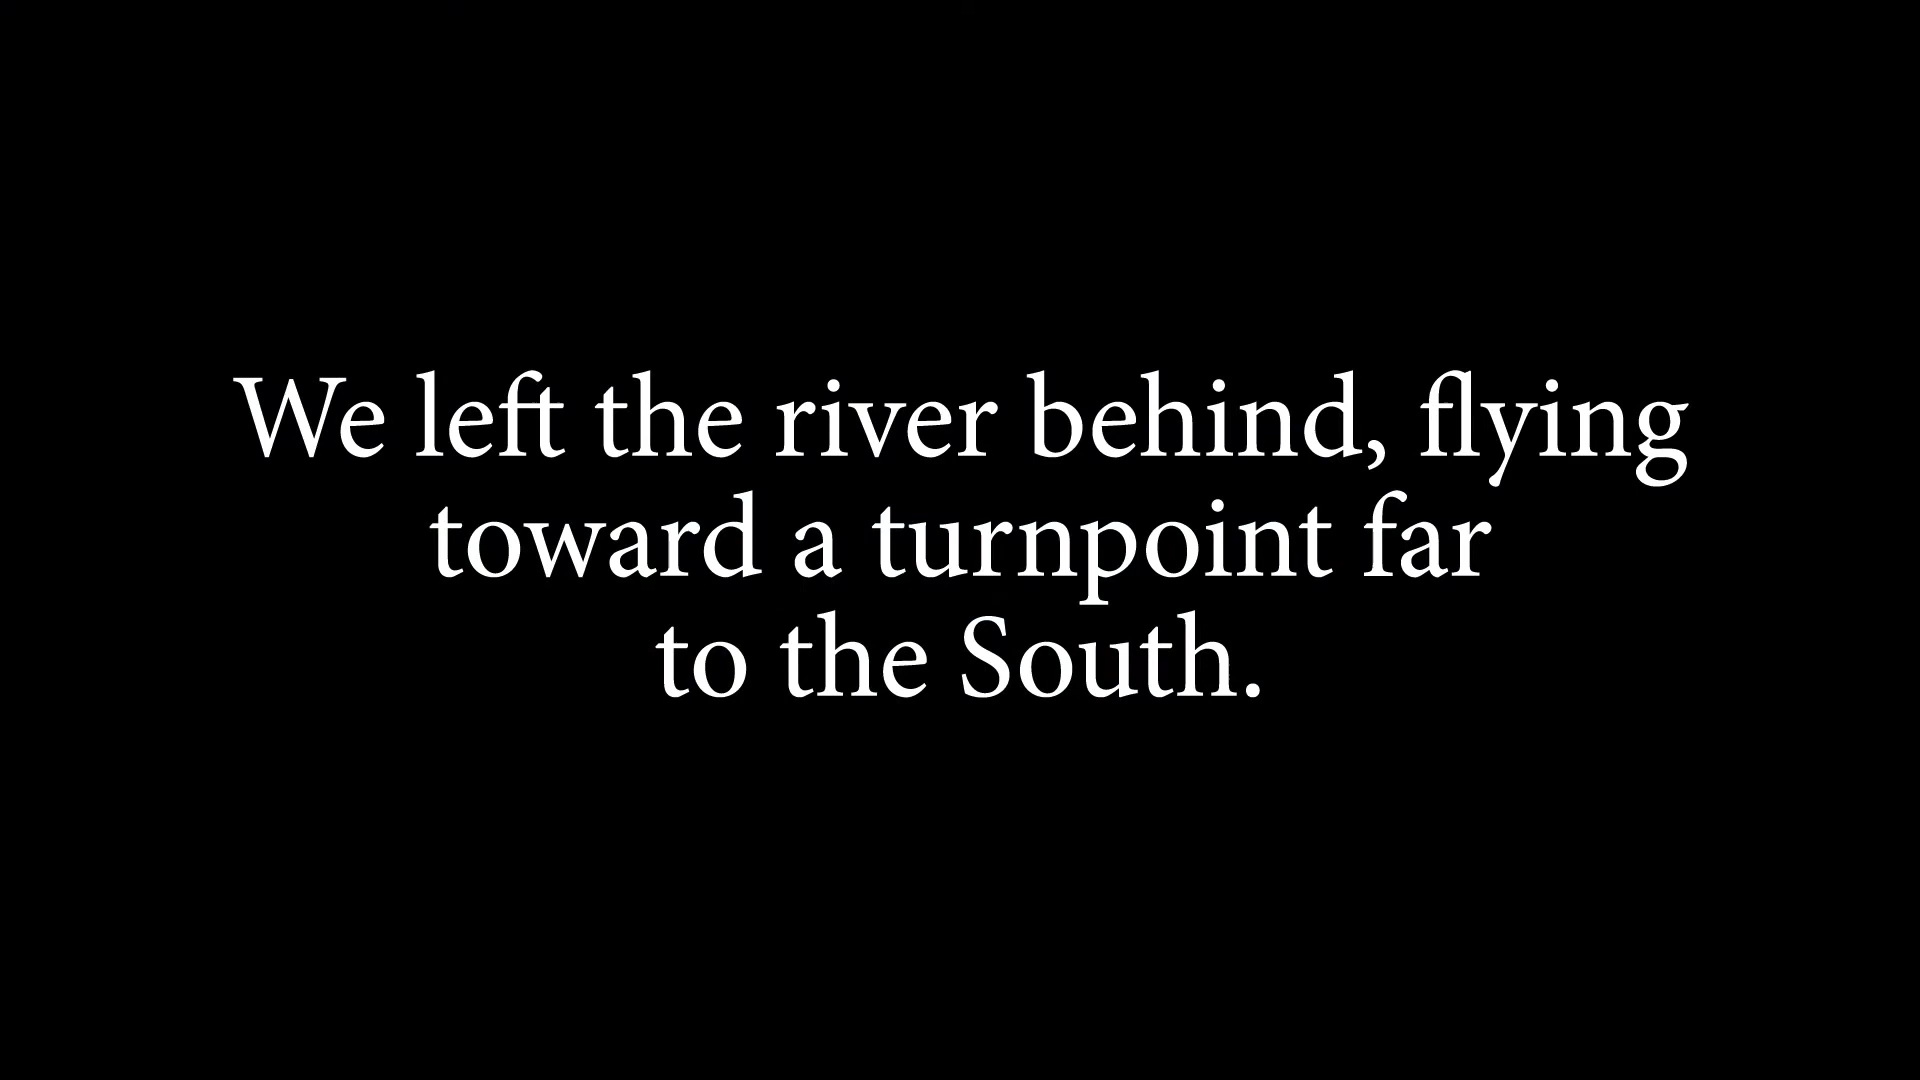 We left the river behind, flying
toward a turnpoint far
to the South.